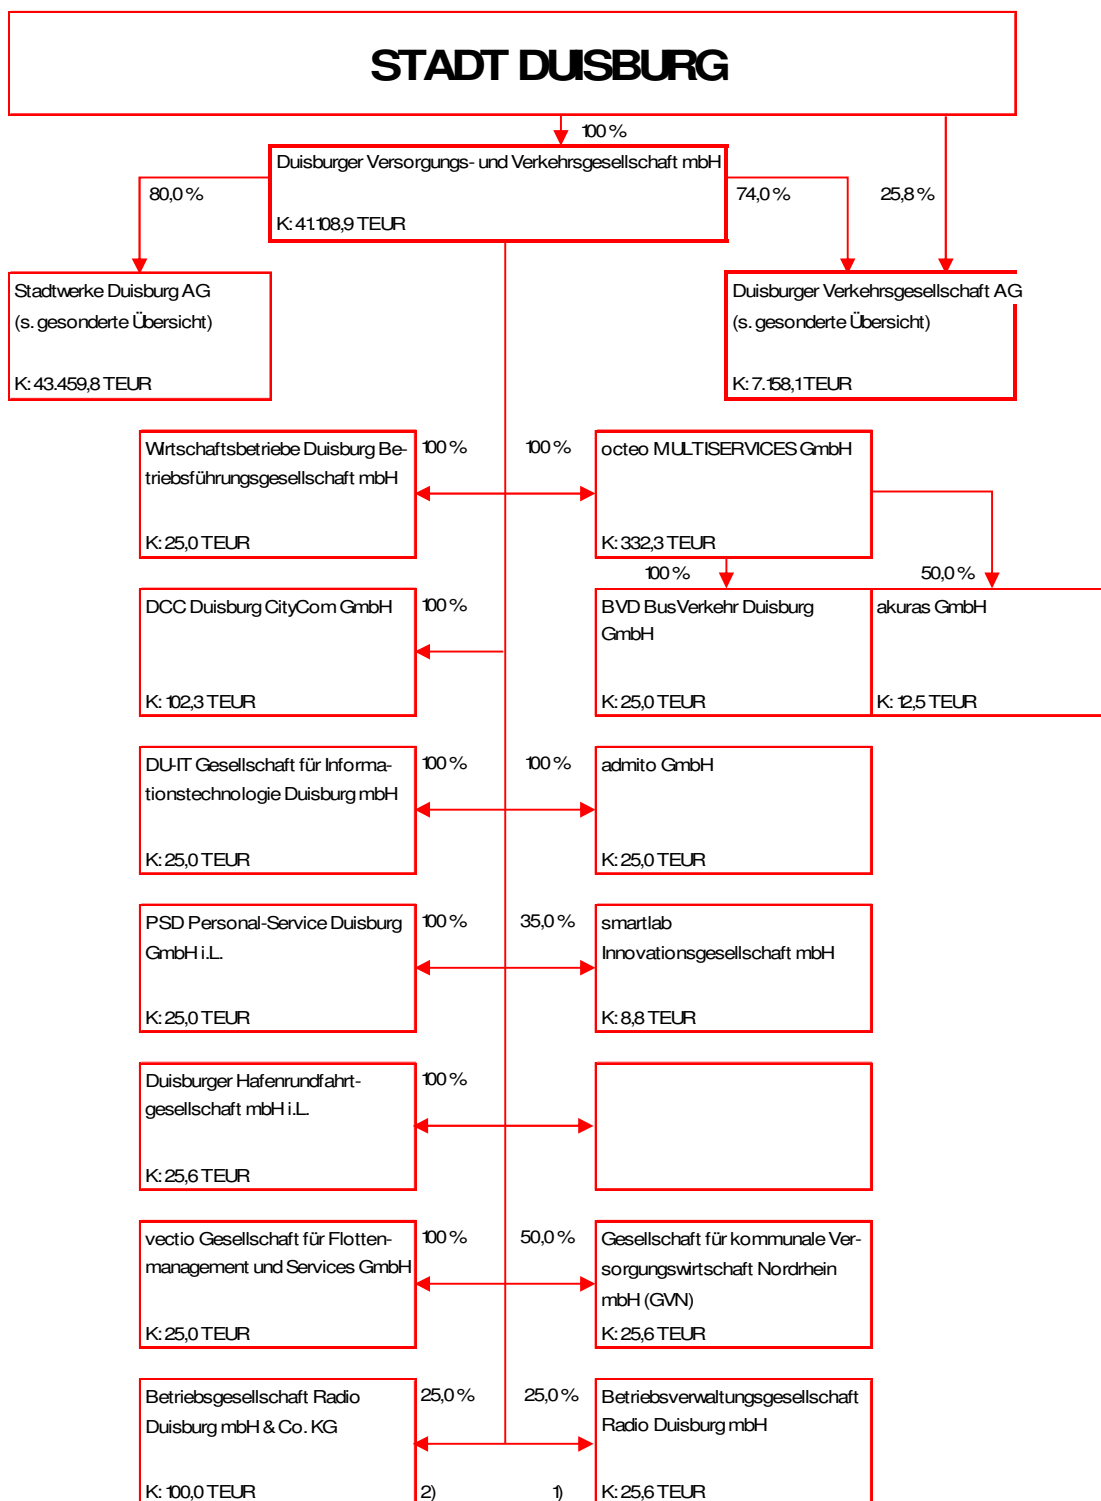 STADT DUISBURG
100 %
Duisburger Versorgungs- und Verkehrsgesellschaft mbH
80,0 %
74,0 %
25,8 %
K: 41.108,9 TEUR
Stadtwerke Duisburg AG
(s. gesonderte Übersicht)
K: 43.459,8 TEUR
Duisburger Verkehrsgesellschaft AG
(s. gesonderte Übersicht)
K: 7.158,1 TEUR
Wirtschaftsbetriebe Duisburg Be-
triebsführungsgesellschaft mbH
K: 25,0 TEUR
100 %
100 %
octeo MULTISERVICES GmbH
K: 332,3 TEUR
100 %
50,0 %
DCC Duisburg CityCom GmbH
K: 102,3 TEUR
100 %
BVD BusVerkehr Duisburg
GmbH
K: 25,0 TEUR
akuras GmbH
K: 12,5 TEUR
DU-IT Gesellschaft für Informa-
tionstechnologie Duisburg mbH
K: 25,0 TEUR
100 %
100 %
admito GmbH
K: 25,0 TEUR
PSD Personal-Service Duisburg
GmbH i.L.
K: 25,0 TEUR
100 %
35,0 %
smartlab
Innovationsgesellschaft mbH
K: 8,8 TEUR
Duisburger Hafenrundfahrt-
gesellschaft mbH i.L.
K: 25,6 TEUR
100 %
vectio Gesellschaft für Flotten-
management und Services GmbH
K: 25,0 TEUR
100 %
50,0 %
Gesellschaft für kommunale Ver-
sorgungswirtschaft Nordrhein
mbH (GVN)
K: 25,6 TEUR
Betriebsgesellschaft Radio
Duisburg mbH & Co. KG
K: 100,0 TEUR
25,0 %
2)
25,0 %
1)
Betriebsverwaltungsgesellschaft
Radio Duisburg mbH
K: 25,6 TEUR